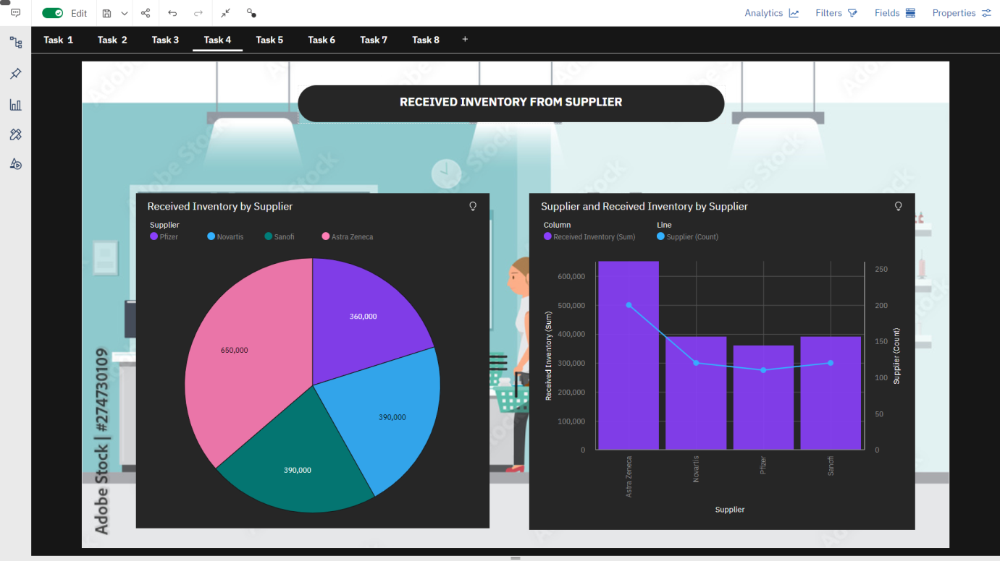 Edit
Analytics
Filters
Fields
Properties
Task 1
Task 2
Task 3
Task 4
Task 5
Task 6
Task 7
Task 8
+
RECEIVED INVENTORY FROM SUPPLIER
Received Inventory by Supplier
Supplier
Pfizer
Novartis
Sanofi
Astra Zeneca
360,000
650,000
390,000
390,000
Supplier and Received Inventory by Supplier
Column
Line
Received Inventory (Sum)
Supplier (Count)
600,000
500,000
400,000
300,000
200,000
100,000
0
Received Inventory (Sum)
250
200
150
100
50
0
Supplier (Count)
Astra Zeneca
Novartis
Pfizer
Sanofi
Supplier
Adobe Stock | #274730109
Adobe Stock